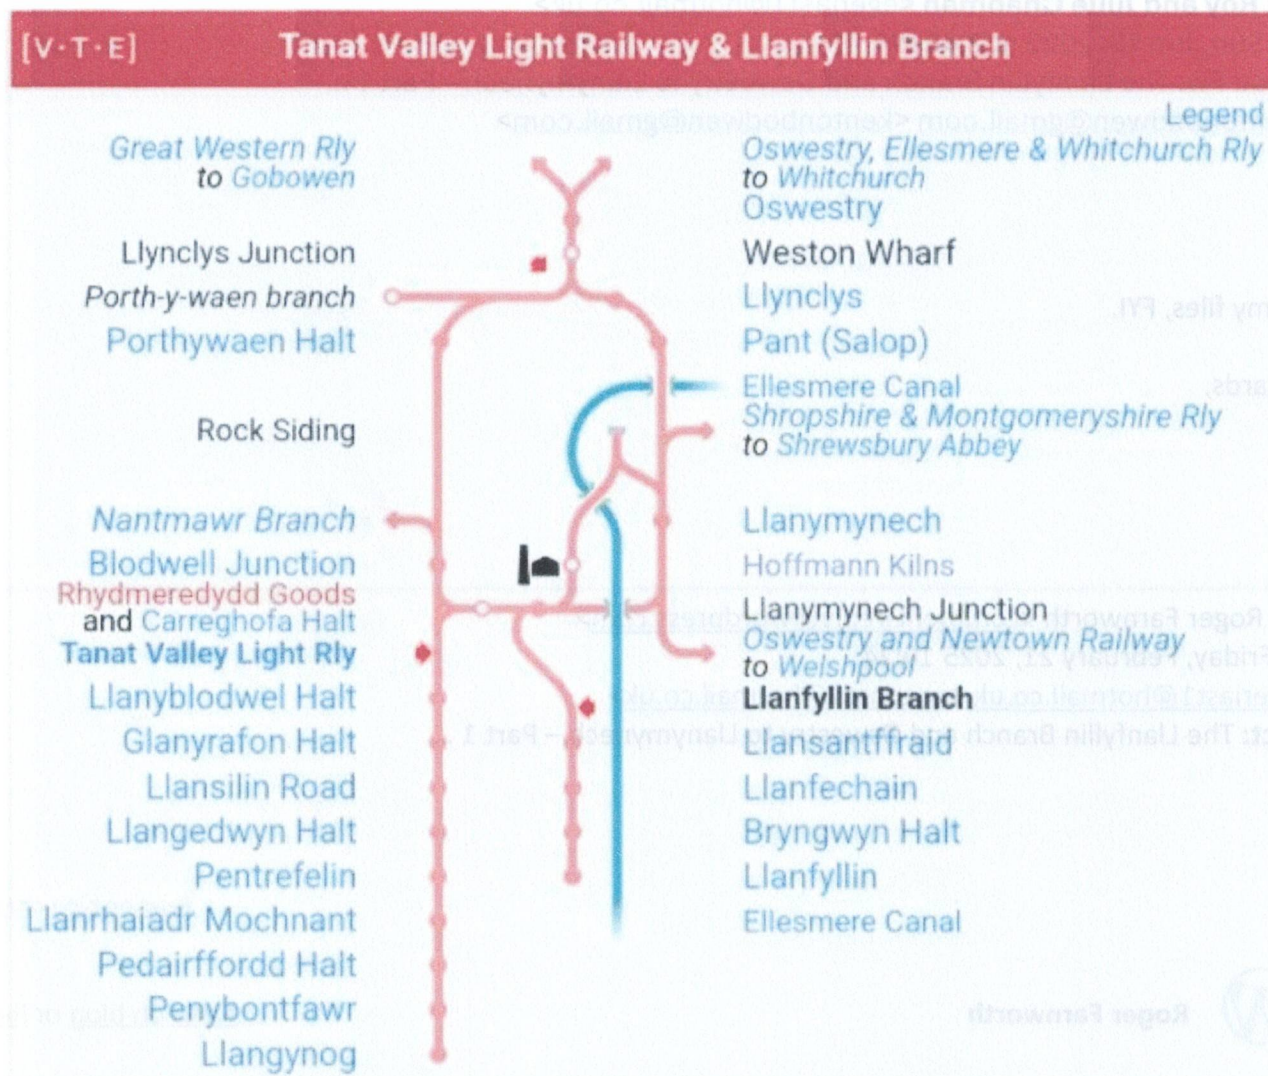 [V·T·E]
Tanat Valley Light Railway & Llanfyllin Branch
Legend
Great Western Rly
to Gobowen
Oswestry, Ellesmere & Whitchurch Rly
to Whitchurch
Oswestry
Llynclys Junction
Weston Wharf
Porth-y-waen branch
Llynclys
Porthywaen Halt
Pant (Salop)
Ellesmere Canal
Rock Siding
Shropshire & Montgomeryshire Rly
to Shrewsbury Abbey
Nantmawr Branch
Llanymynech
Blodwell Junction
Hoffmann Kilns
Rhydmeredydd Goods
and Carreghofa Halt
Llanymynech Junction
Tanat Valley Light Rly
Oswestry and Newtown Railway
to Welshpool
Llanyblodwel Halt
Llanfyllin Branch
Glanyrafon Halt
Llansantffraid
Llansilin Road
Llanfechain
Llangedwyn Halt
Bryngwyn Halt
Pentrefelin
Llanfyllin
Llanrhaiadr Mochnant
Ellesmere Canal
Pedairffordd Halt
Penybontfawr
Llangynog
Roger Farnworth